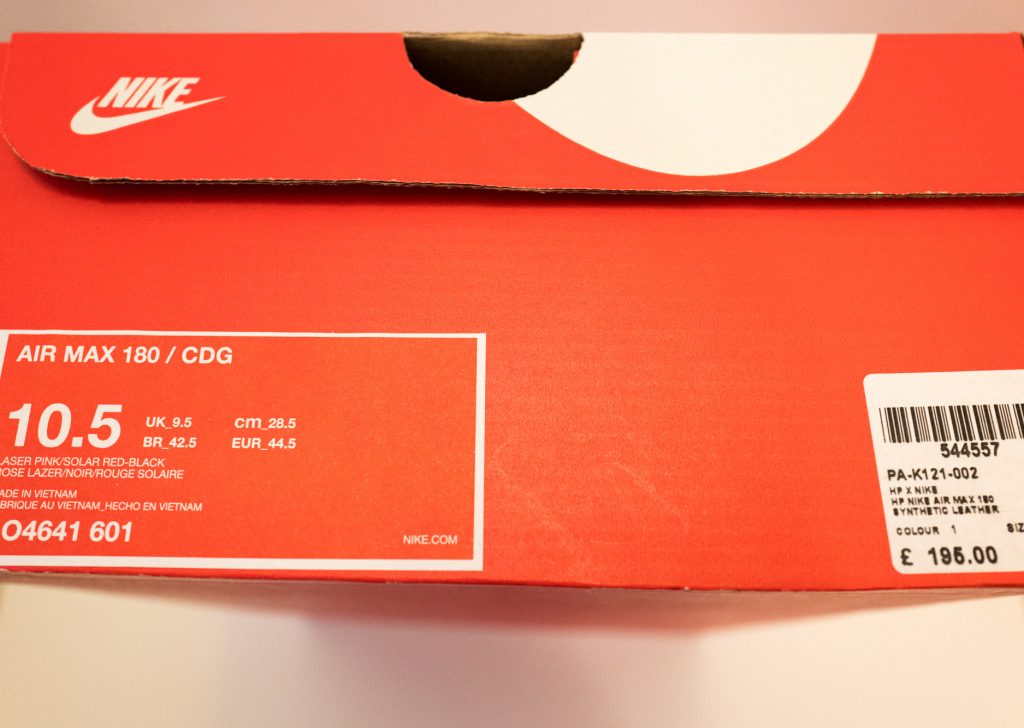 NIKE
AIR MAX 180 / CDG
10.5
UK_9.5 cm_28.5
BR_42.5 EUR_44.5
LASER PINK/SOLAR RED-BLACK
ROSE LAZER/NOIR/ROUGE SOLAIRE
MADE IN VIETNAM
FABRIQUE AU VIETNAM_HECHO EN VIETNAM
O4641 601
NIKE.COM
544557
PA-K121-002
HP X NIKE
HP NIKE AIR MAX 180
SYNTHETIC LEATHER
COLOUR 1
£ 195.00